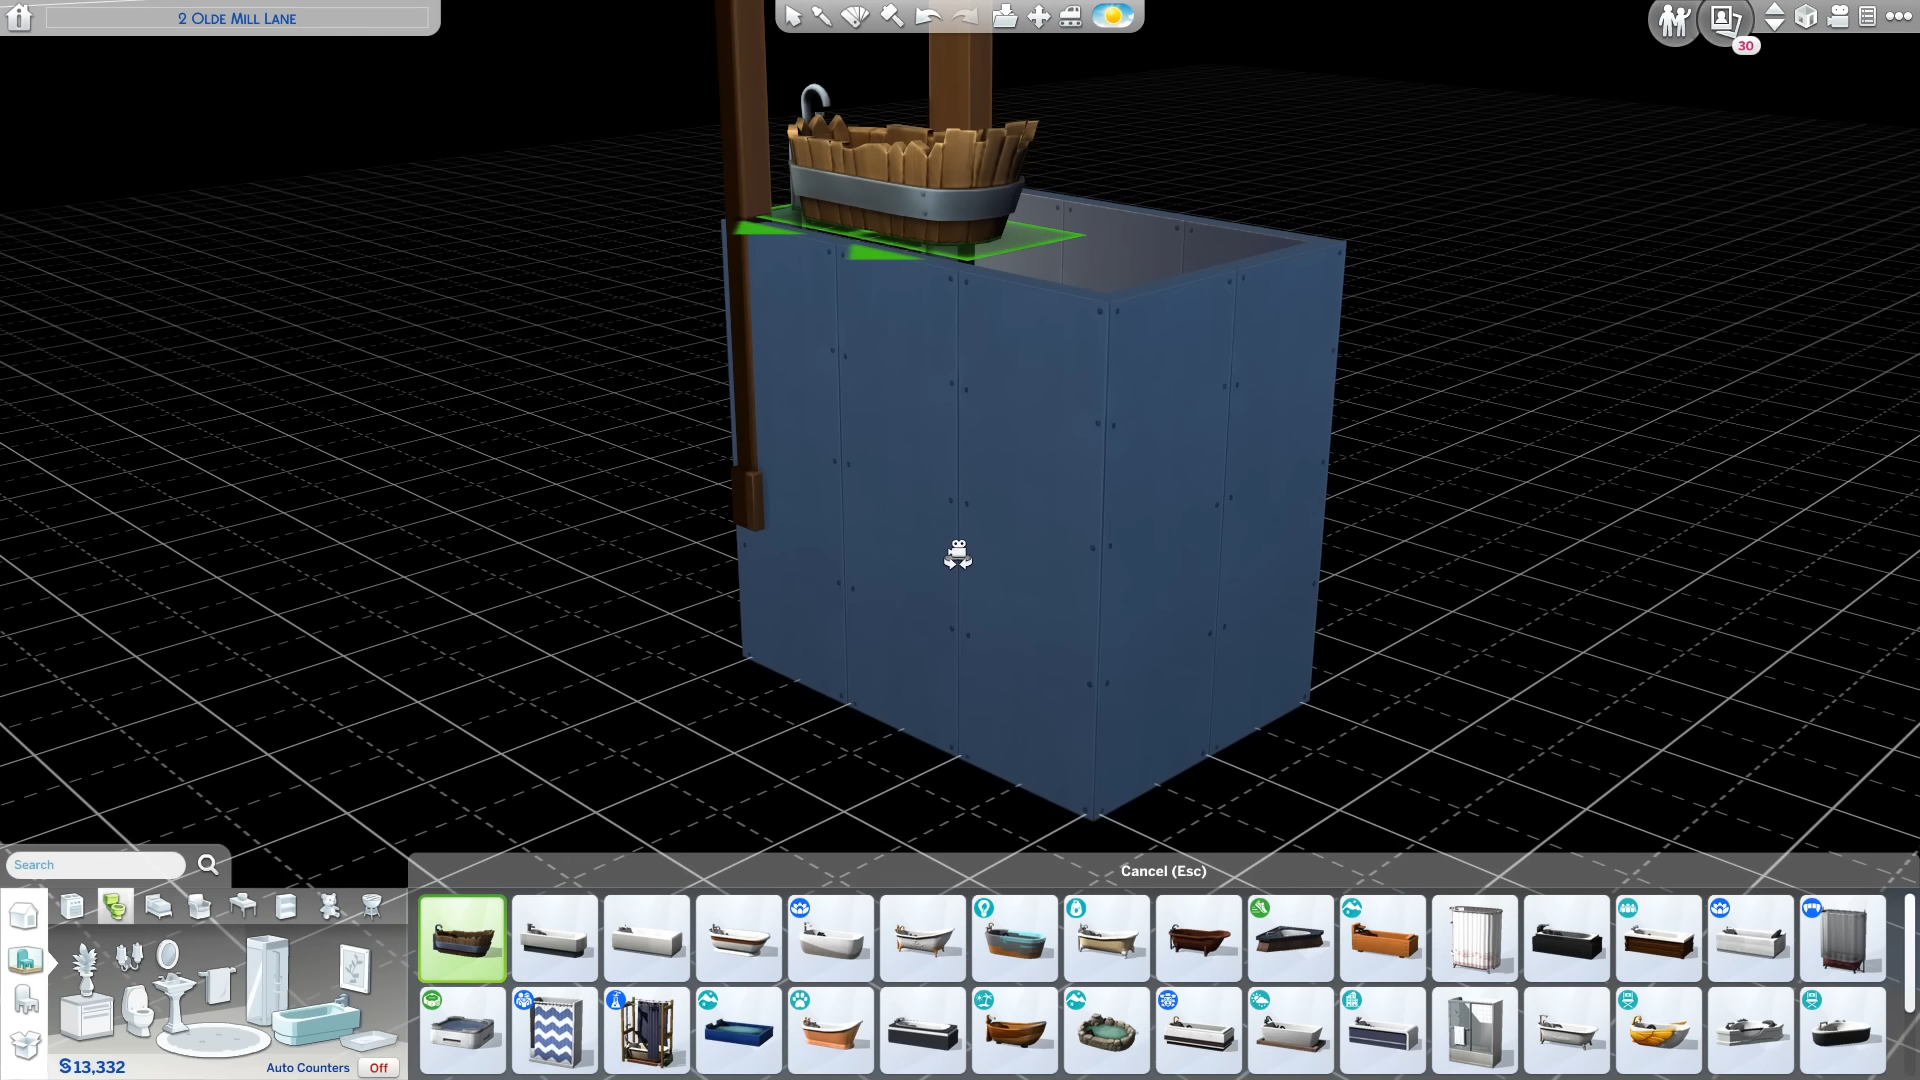 2 Olde Mill Lane
30
Cancel (Esc)
Search
§13,332
Auto Counters
Off